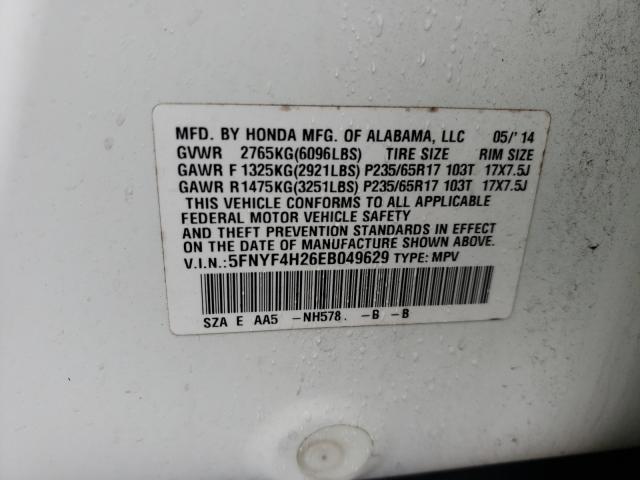 MFD. BY HONDA MFG. OF ALABAMA, LLC 05/'14
GVWR 2765KG(6096LBS) TIRE SIZE RIM SIZE
GAWR F 1325KG(2921LBS) P235/65R17 103T 17X7.5J
GAWR R1475KG(3251LBS) P235/65R17 103T 17X7.5J
THIS VEHICLE CONFORMS TO ALL APPLICABLE
FEDERAL MOTOR VEHICLE SAFETY
AND THEFT PREVENTION STANDARDS IN EFFECT
ON THE DATE OF MANUFACTURE SHOWN ABOVE.
V.I.N.:5FNYF4H26EB049629 TYPE: MPV
SZA E AA5 -NH578. -B -B